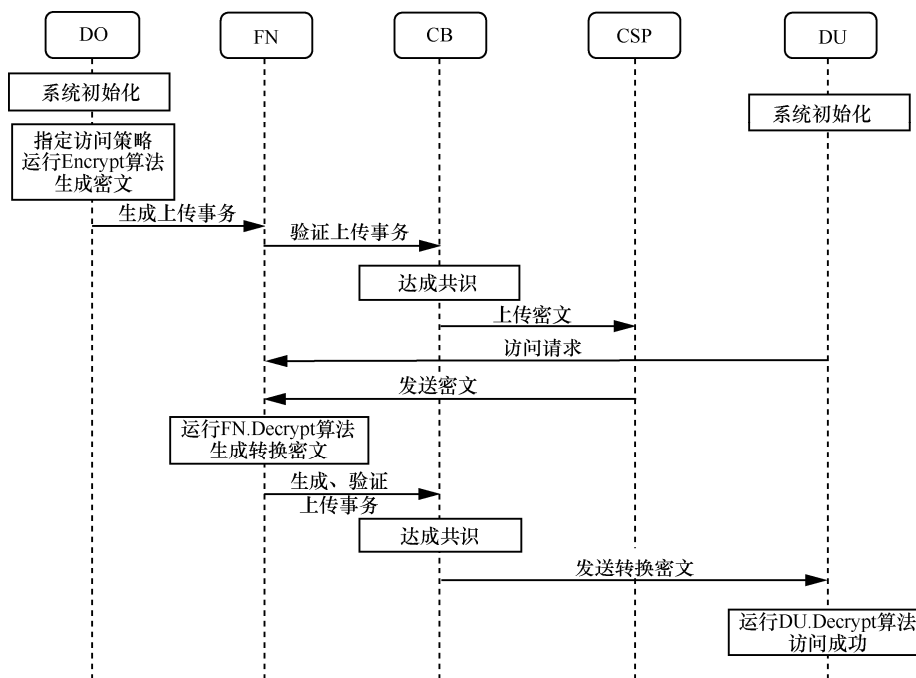 DO
FN
CB
CSP
DU
系统初始化
系统初始化
指定访问策略
运行Encrypt算法
生成密文
生成上传事务
验证上传事务
达成共识
上传密文
访问请求
发送密文
运行FN.Decrypt算法
生成转换密文
生成、验证
上传事务
达成共识
发送转换密文
运行DU.Decrypt算法
访问成功